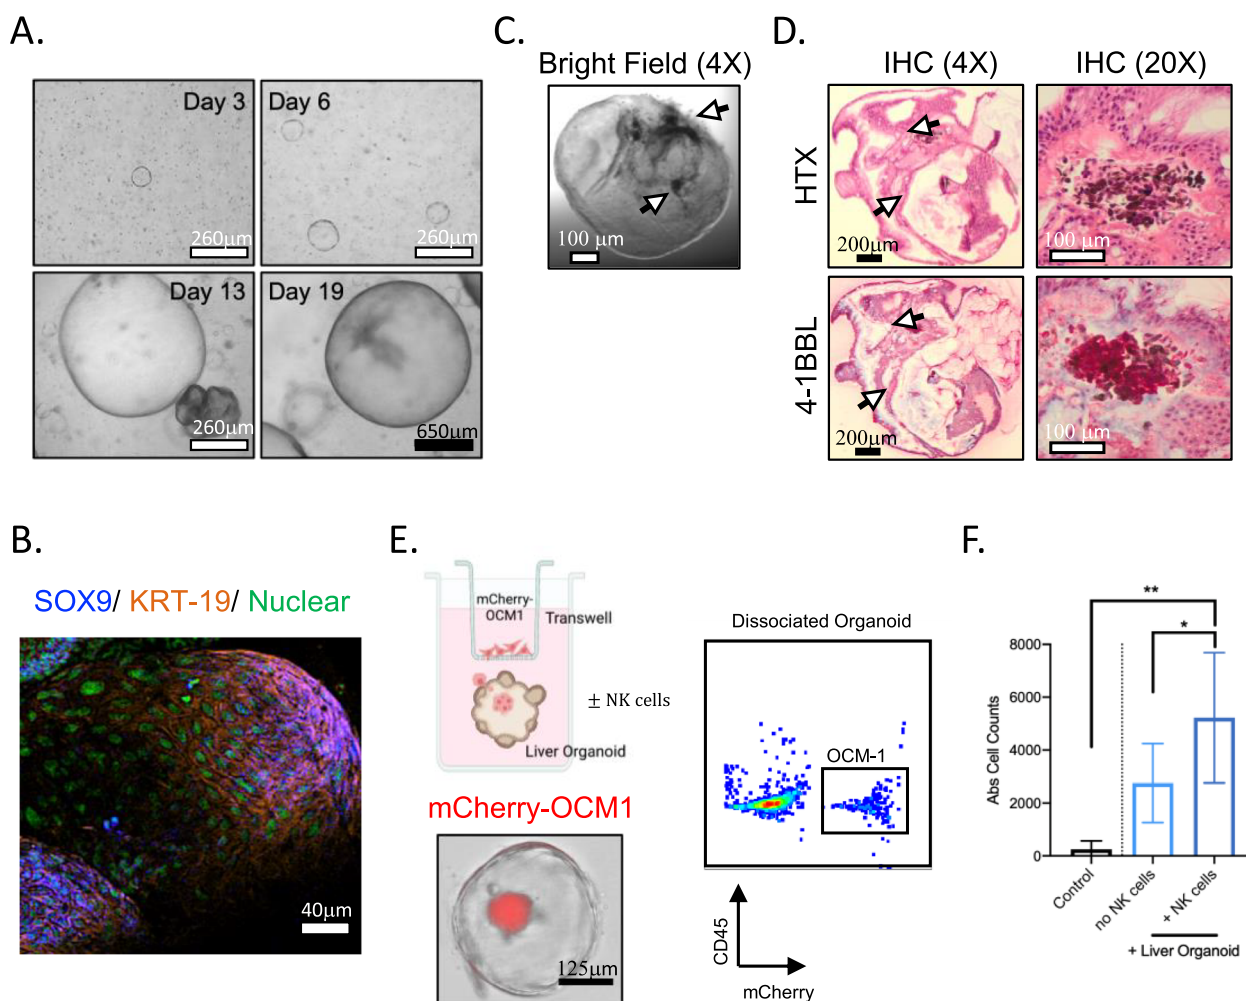 A.
Day 3
260μm
Day 6
260μm
Day 13
260μm
Day 19
650μm
C.
Bright Field (4X)
100 μm
D.
IHC (4X)
IHC (20X)
HTX
200μm
100 μm
4-1BBL
200μm
100 μm
B.
SOX9/ KRT-19/ Nuclear
40μm
E.
mCherry-
OCM1
Transwell
± NK cells
Liver Organoid
mCherry-OCM1
125μm
Dissociated Organoid
OCM-1
CD45
mCherry
F.
**
*
Abs Cell Counts
8000
6000
4000
2000
0
Control
no NK cells
+ NK cells
+ Liver Organoid